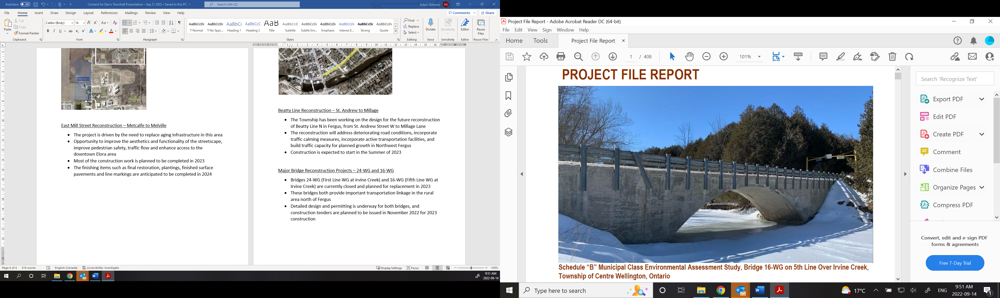 AutoSave Off
Content for Dan's Townhall Presentation – Sep 21 2022 • Saved to this PC
Search (Alt+Q)
Adam Gilmore AG
File Home Insert Draw Design Layout References Mailings Review View Help
Comments Share
Paste
Cut
Copy
Format Painter
Clipboard
Calibri (Body) 14
Font
Paragraph
AaBbCcDc AaBbCcDc AaBbCc AaBbCcC AaB AaBbCcC AaBbCcDi AaBbCcDi AaBbCcDi AaBbCcDc AaBbCcDi
¶ Normal ¶ No Spac... Heading 1 Heading 2 Title Subtitle Subtle Em... Emphasis Intense E... Strong Quote
Styles
Find
Replace
Select
Editing
Dictate
Voice
Sensitivity
Sensitivity
Editor
Editor
Reuse Files
Reuse Files
OPERATIONS
CENTRE SITE
East Mill Street Reconstruction – Metcalfe to Melville
• The project is driven by the need to replace aging infrastructure in this area
• Opportunity to improve the aesthetics and functionality of the streetscape,
improve pedestrian safety, traffic flow and enhance access to the
downtown Elora area
• Most of the construction work is planned to be completed in 2023
• The finishing items such as final restoration, plantings, finished surface
pavements and line markings are anticipated to be completed in 2024
Beatty Line Reconstruction – St. Andrew to Millage
• The Township has been working on the design for the future reconstruction
of Beatty Line N in Fergus, from St. Andrew Street W to Millage Lane
• The reconstruction will address deteriorating road conditions, incorporate
traffic calming measures, incorporate active transportation facilities, and
build traffic capacity for planned growth in Northwest Fergus
• Construction is expected to start in the Summer of 2023
Major Bridge Reconstruction Projects – 24-WG and 16-WG
• Bridges 24-WG (First Line WG at Irvine Creek) and 16-WG (Fifth Line WG at
Irvine Creek) are currently closed and planned for replacement in 2023
• These bridges both provide important transportation linkage in the rural
area north of Fergus
• Detailed design and permitting is underway for both bridges, and
construction tenders are planned to be issued in November 2022 for 2023
construction
Page 6 of 6 616 words English (Canada) Accessibility: Investigate
Display Settings Focus 100%
9:51 AM
2022-09-14
Project File Report - Adobe Acrobat Reader DC (64-bit)
File Edit View Sign Window Help
Home Tools Project File Report ×
1 / 408
101%
PROJECT FILE REPORT
Schedule “B” Municipal Class Environmental Assessment Study, Bridge 16-WG on 5th Line Over Irvine Creek,
Township of Centre Wellington, Ontario
Search 'Recognize Text'
Export PDF
Edit PDF
Create PDF
Comment
Combine Files
Organize Pages
Compress PDF
Convert, edit and e-sign PDF
forms & agreements
Free 7-Day Trial
Type here to search
17°C
ENG
9:51 AM
2022-09-14
1